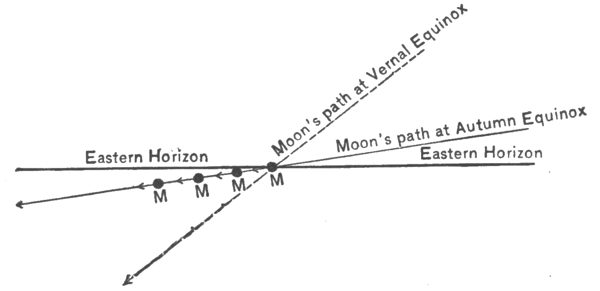 Moon's path at Vernal Equinox
Moon's path at Autumn Equinox
Eastern Horizon
Eastern Horizon
M
M
M
M